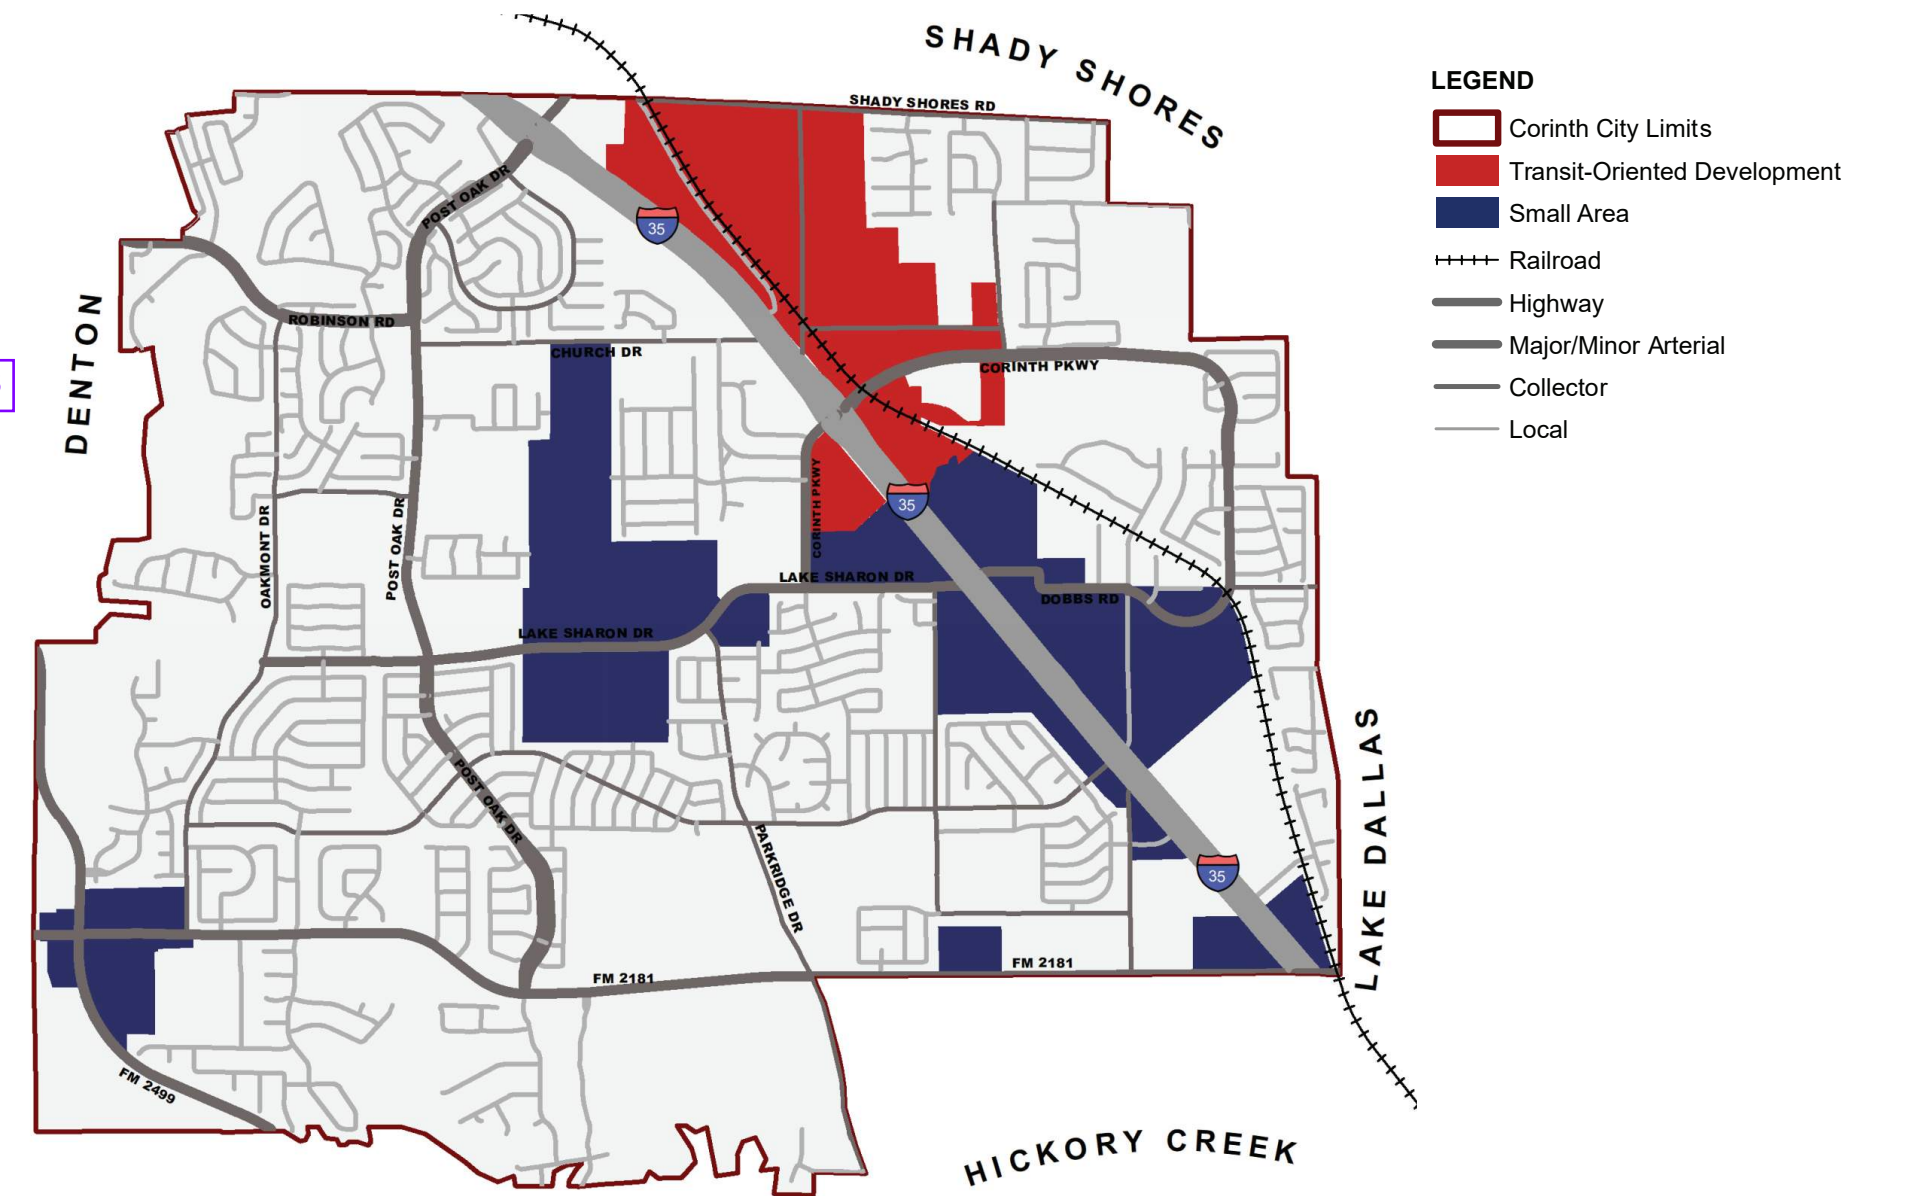 SHADY SHORES
SHADY SHORES RD
LEGEND
Corinth City Limits
Transit-Oriented Development
Small Area
Railroad
Highway
Major/Minor Arterial
Collector
Local
POST OAK DR
35
DENTON
ROBINSON RD
CHURCH DR
CORINTH PKWY
CORINTH PKWY
35
OAKMONT DR
POST OAK DR
LAKE SHARON DR
DOBBS RD
LAKE SHARON DR
LAKE DALLAS
POST OAK DR
PARKRIDGE DR
35
FM 2181
FM 2181
FM 2499
HICKORY CREEK